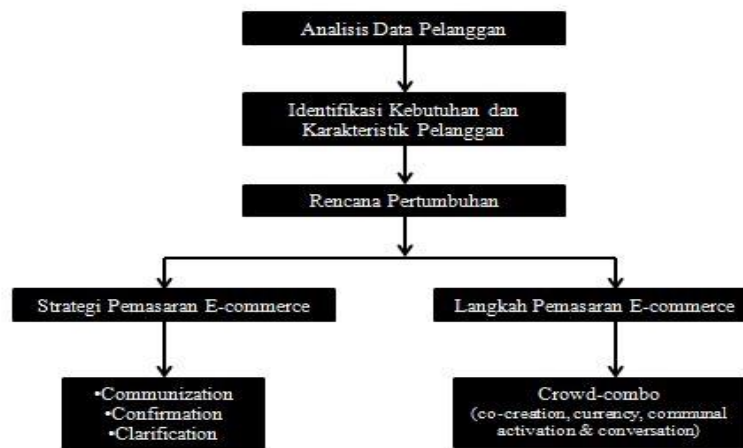 Analisis Data Pelanggan
Identifikasi Kebutuhan dan
Karakteristik Pelanggan
Rencana Pertumbuhan
Strategi Pemasaran E-commerce
Langkah Pemasaran E-commerce
•Communization
•Confirmation
•Clarification
Crowd-combo
(co-creation, currency, communal
activation & conversation)